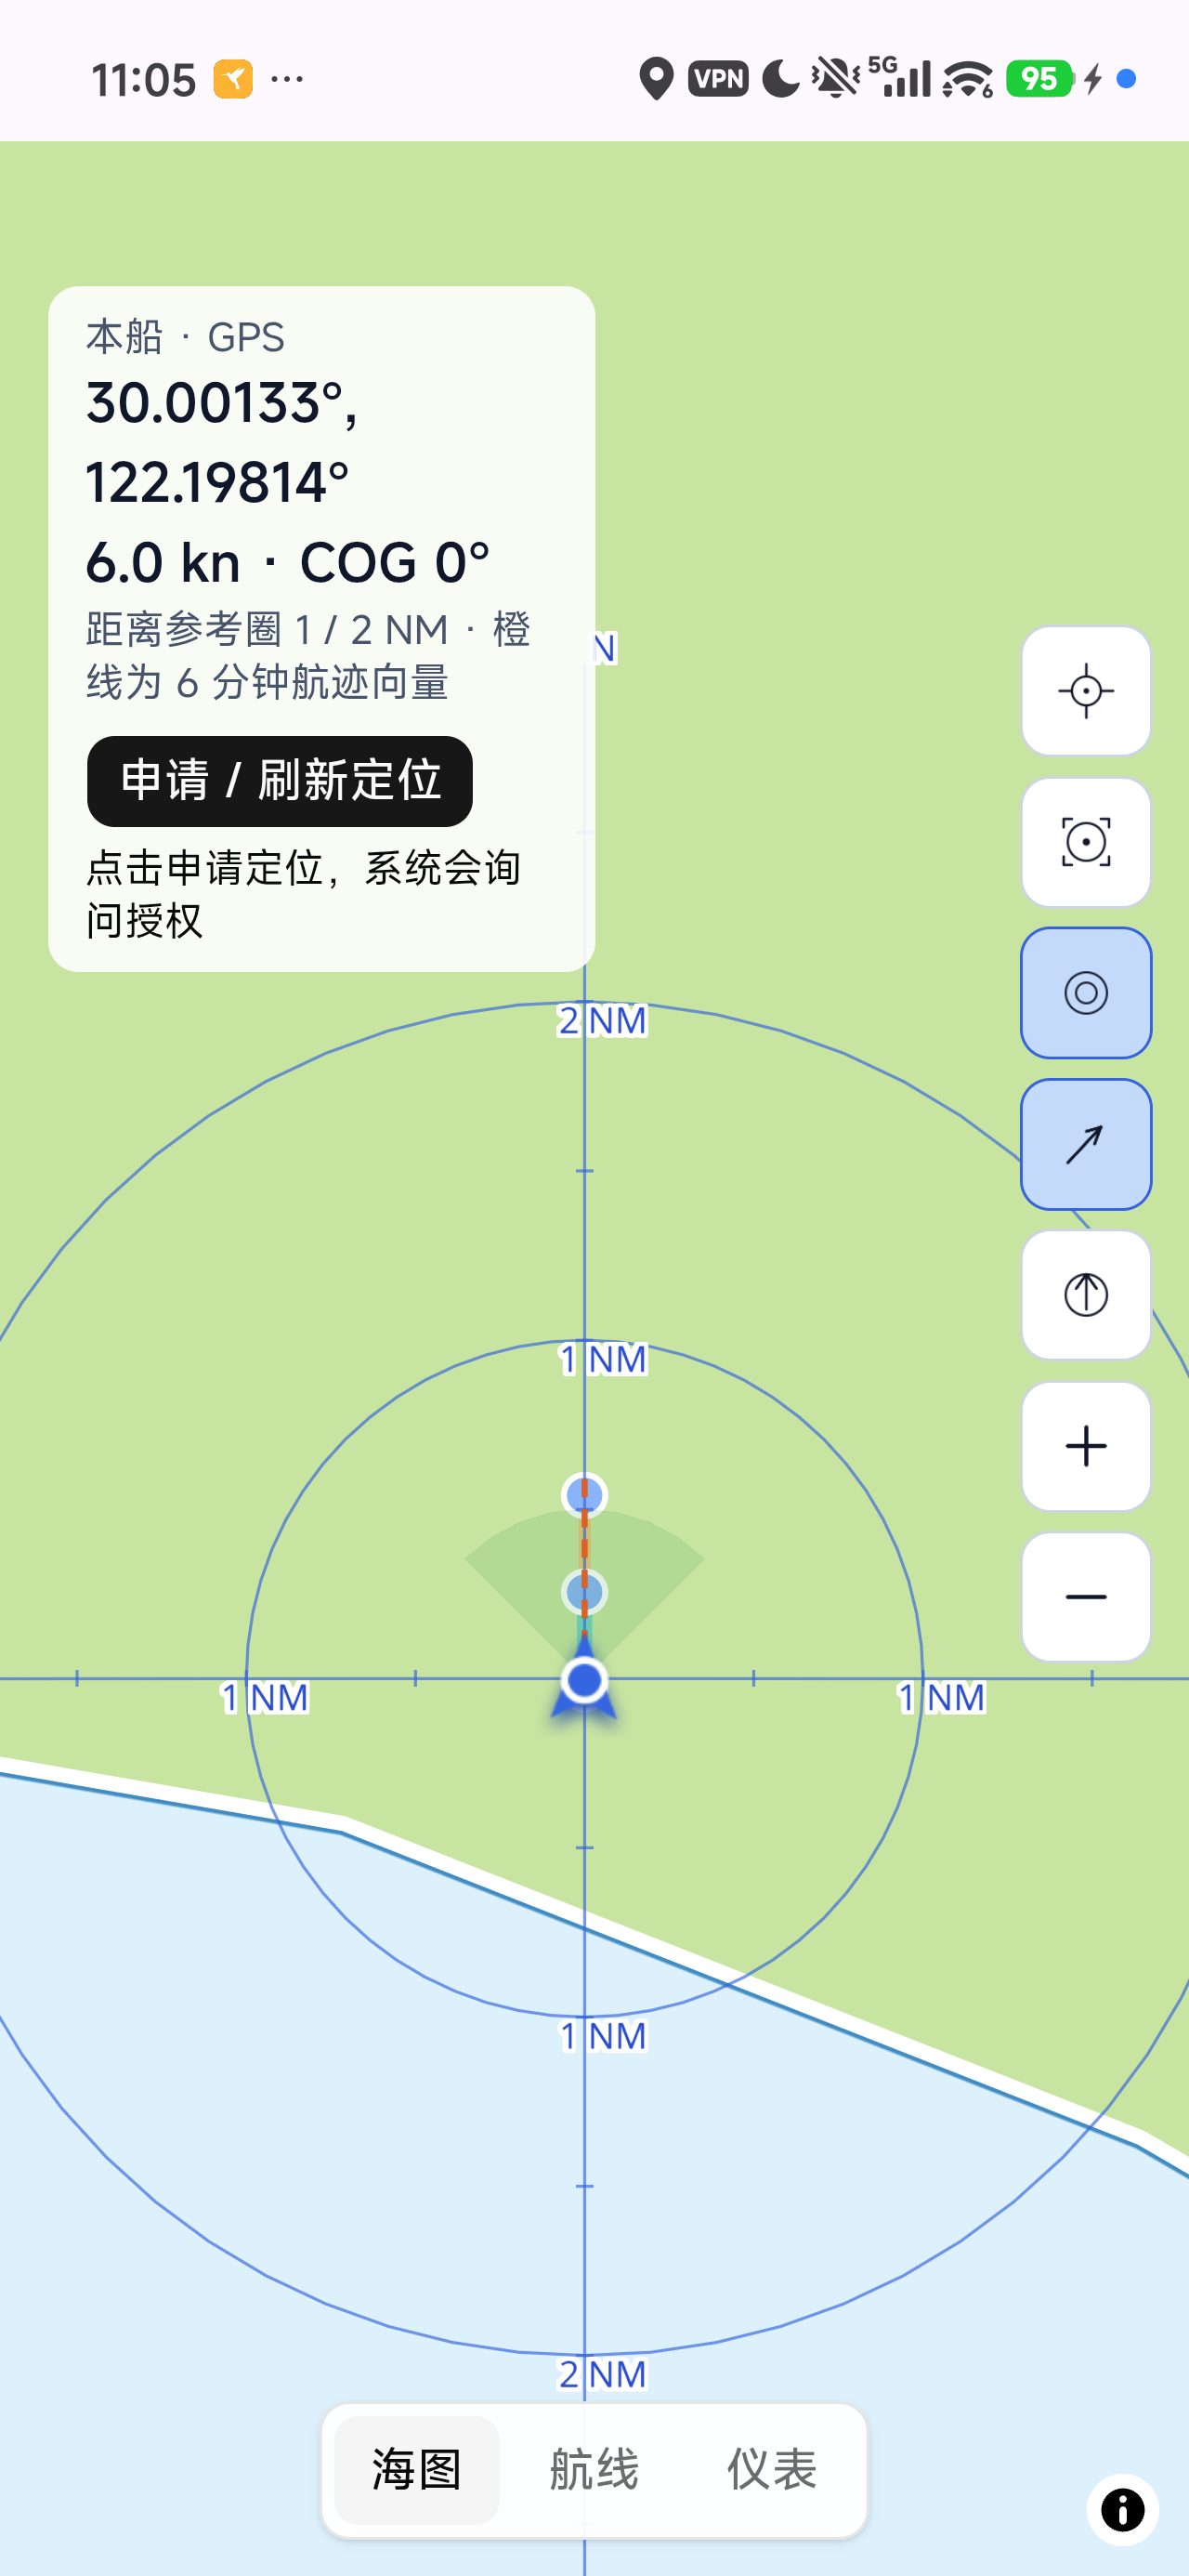 11:05 ...
VPN 5G 6 95
本船 · GPS
30.00133°,
122.19814°
6.0 kn · COG 0°
距离参考圈 1 / 2 NM · 橙
线为 6 分钟航迹向量
N
申请 / 刷新定位
点击申请定位，系统会询
问授权
2 NM
1 NM
1 NM
1 NM
1 NM
2 NM
海图
航线
仪表